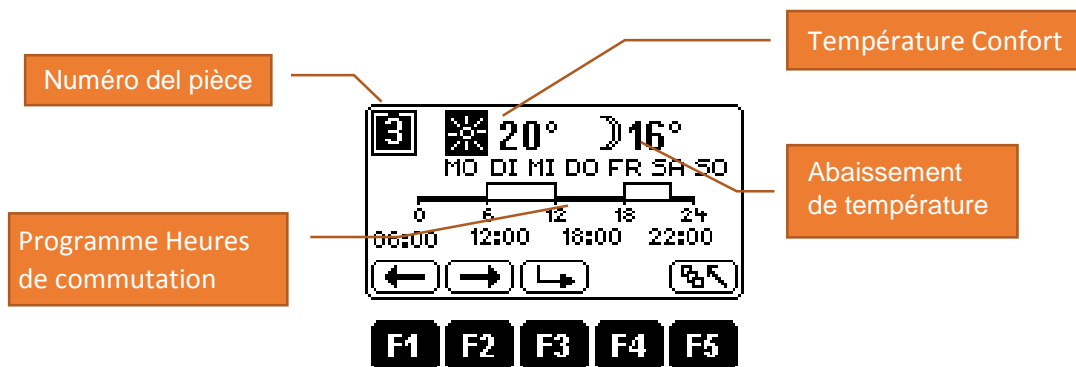 Température Confort
Numéro del pièce
3 20° 16°
MO DI MI DO FR SA SO
Abaissement
de température
0 6 12 18 24
Programme Heures
de commutation
06:00 12:00 18:00 22:00
F1 F2 F3 F4 F5